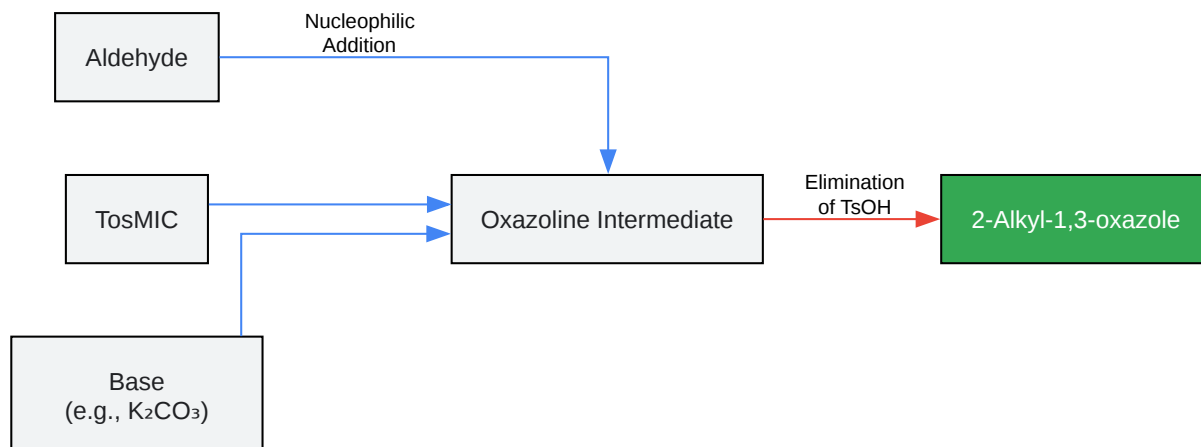 Aldehyde
Nucleophilic
Addition
TosMIC
Oxazoline Intermediate
Elimination
of TsOH
2-Alkyl-1,3-oxazole
Base
(e.g., K₂CO₃)